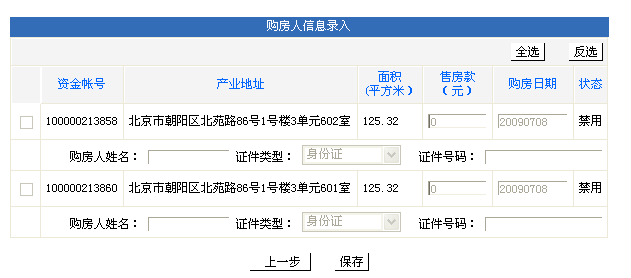 购房人信息录入
全选 反选
资金帐号 产业地址 面积(平方米) 售房款(元) 购房日期 状态
100000213858 北京市朝阳区北苑路86号1号楼3单元602室 125.32 0 20090708 禁用
购房人姓名: 证件类型: 身份证 证件号码:
100000213860 北京市朝阳区北苑路86号1号楼3单元601室 125.32 0 20090708 禁用
购房人姓名: 证件类型: 身份证 证件号码:
上一步 保存